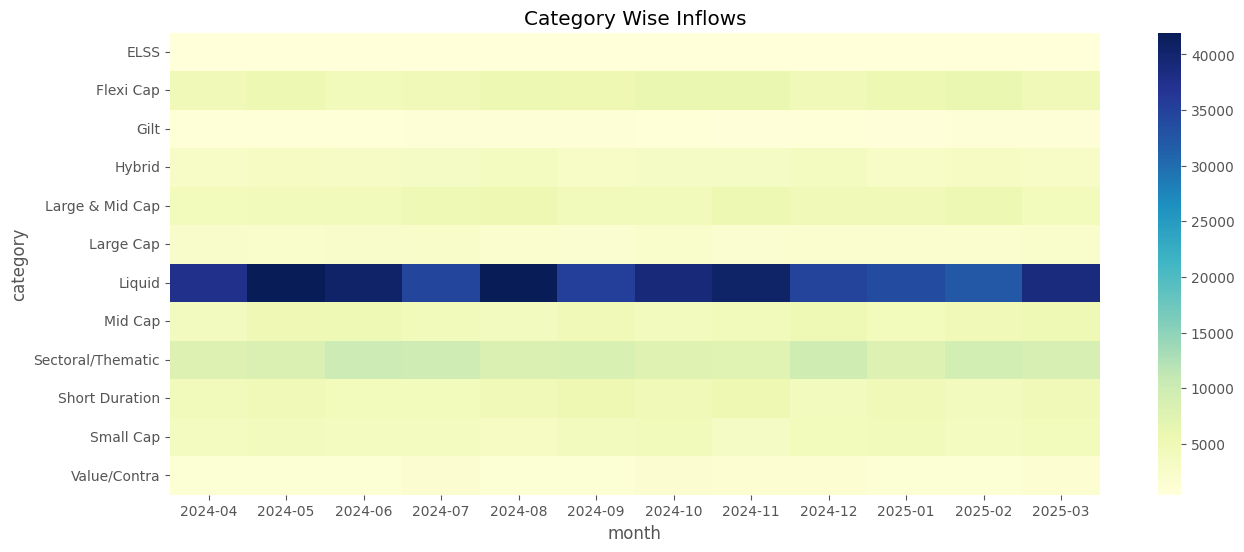 Category Wise Inflows
category
ELSS
Flexi Cap
Gilt
Hybrid
Large & Mid Cap
Large Cap
Liquid
Mid Cap
Sectoral/Thematic
Short Duration
Small Cap
Value/Contra
2024-04 2024-05 2024-06 2024-07 2024-08 2024-09 2024-10 2024-11 2024-12 2025-01 2025-02 2025-03
month
40000
35000
30000
25000
20000
15000
10000
5000